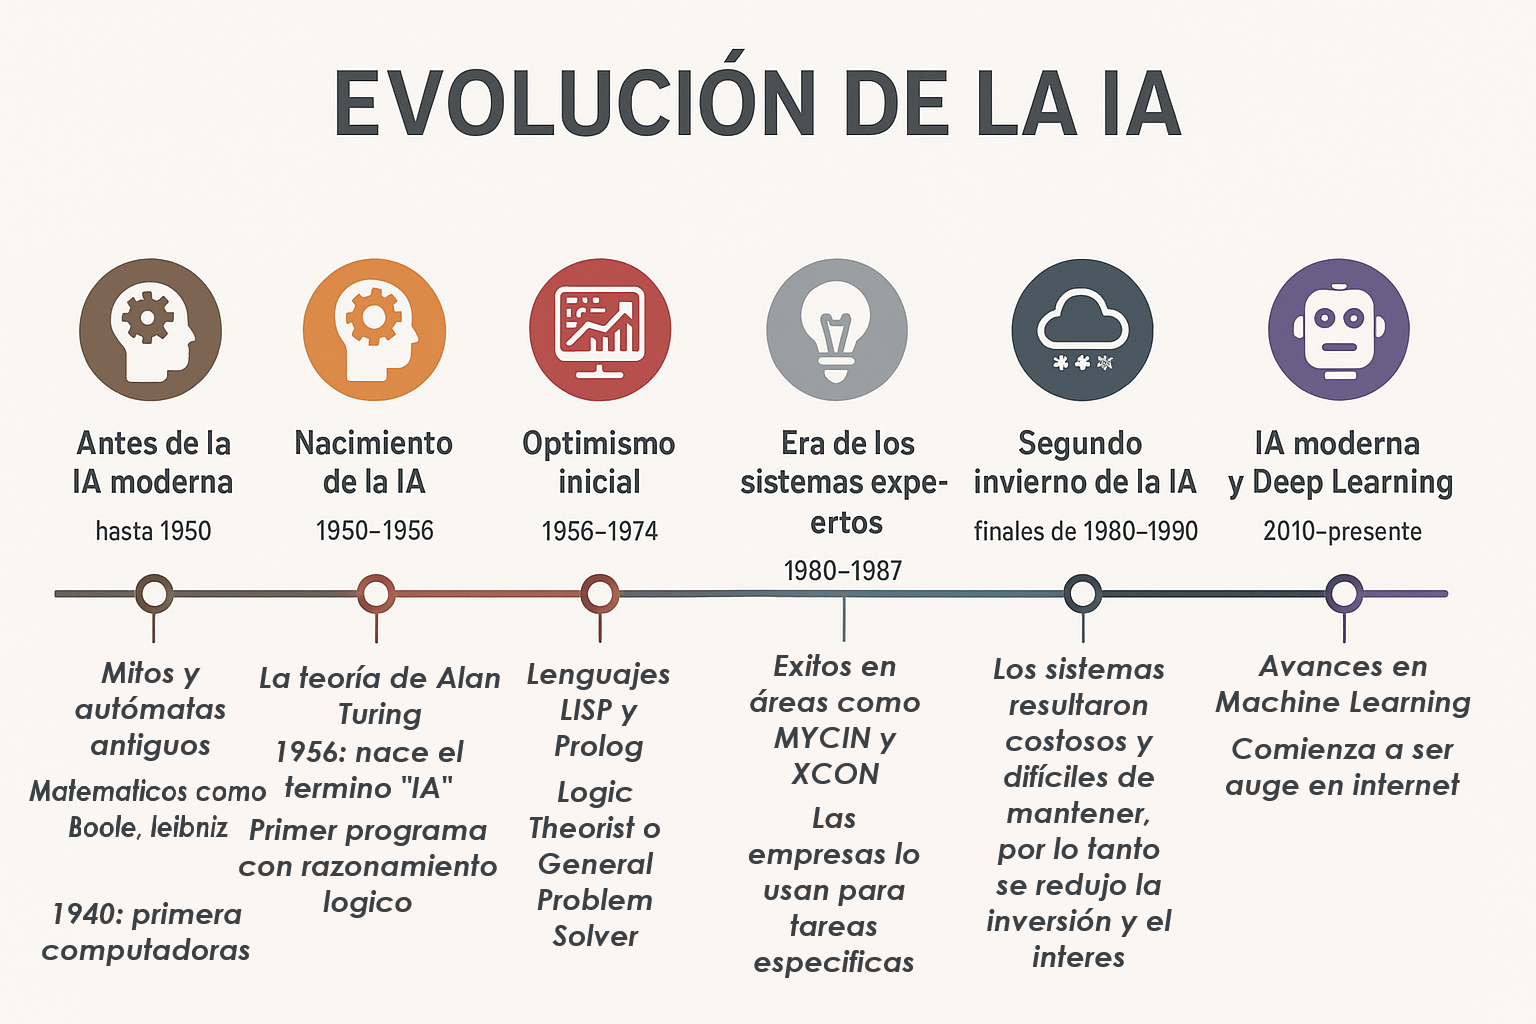 EVOLUCIÓN DE LA IA
Antes de la
IA moderna
hasta 1950
Mitos y
autómatas
antiguos
Matematicos como
Boole, leibniz
1940: primera
computadoras
Nacimiento
de la IA
1950–1956
La teoría de Alan
Turing
1956: nace el
termino "IA"
Primer programa
con razonamiento
logico
Optimismo
inicial
1956–1974
Lenguajes
LISP y
Prolog
Logic
Theorist o
General
Problem
Solver
Era de los
sistemas expe-
ertos
1980–1987
Exitos en
áreas como
MYCIN y
XCON
Las
empresas lo
usan para
tareas
especificas
Segundo
invierno de la IA
finales de 1980–1990
Los sistemas
resultaron
costosos y
difíciles de
mantener,
por lo tanto
se redujo la
inversión y el
interes
IA moderna
y Deep Learning
2010–presente
Avances en
Machine Learning
Comienza a ser
auge en internet